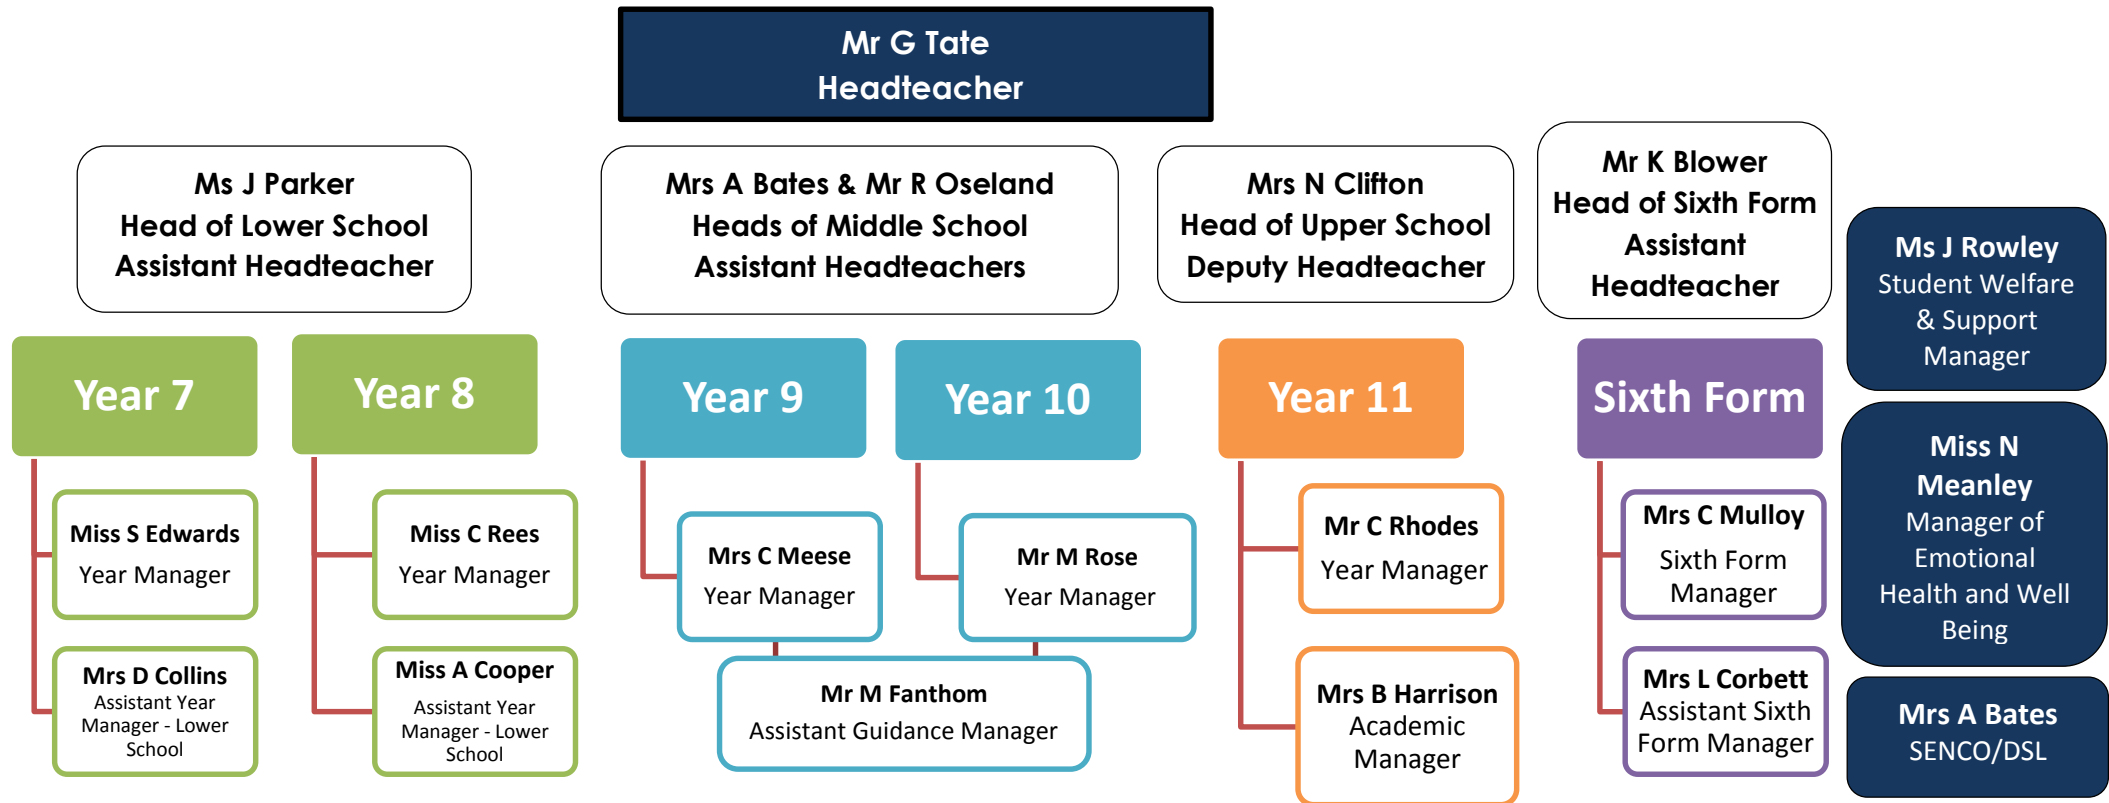 Mr G Tate
Headteacher
Ms J Parker
Head of Lower School
Assistant Headteacher
Mrs A Bates & Mr R Oseland
Heads of Middle School
Assistant Headteachers
Mrs N Clifton
Head of Upper School
Deputy Headteacher
Mr K Blower
Head of Sixth Form
Assistant
Headteacher
Ms J Rowley
Student Welfare
& Support
Manager
Year 7
Year 8
Year 9
Year 10
Year 11
Sixth Form
Miss S Edwards
Year Manager
Mrs D Collins
Assistant Year
Manager - Lower
School
Miss C Rees
Year Manager
Miss A Cooper
Assistant Year
Manager - Lower
School
Mrs C Meese
Year Manager
Mr M Rose
Year Manager
Mr M Fanthom
Assistant Guidance Manager
Mr C Rhodes
Year Manager
Mrs B Harrison
Academic
Manager
Mrs C Mulloy
Sixth Form
Manager
Mrs L Corbett
Assistant Sixth
Form Manager
Miss N
Meanley
Manager of
Emotional
Health and Well
Being
Mrs A Bates
SENCO/DSL